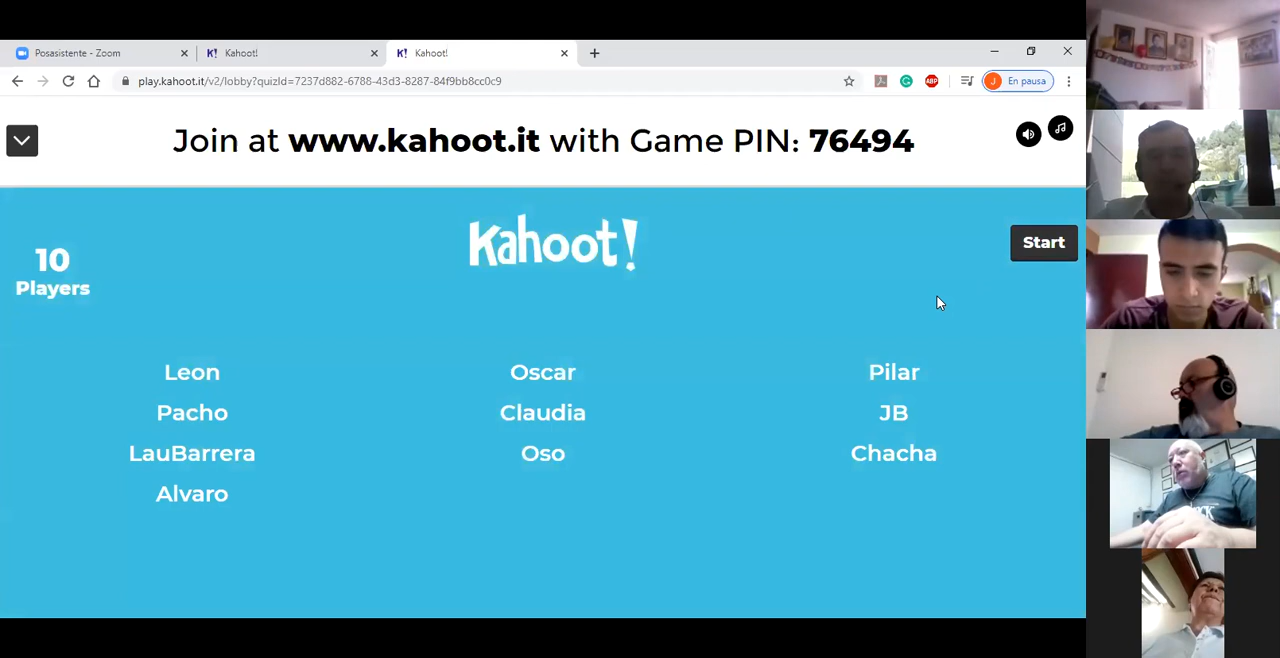 Posasistente - Zoom
Kahoot!
Kahoot!
play.kahoot.it/v2/lobby?quizId=7237d882-6788-43d3-8287-84f9bb8cc0c9
ABP
J
En pausa
Join at www.kahoot.it with Game PIN: 76494
Kahoot!
Start
10
Players
Leon
Oscar
Pilar
Pacho
Claudia
JB
LauBarrera
Oso
Chacha
Alvaro